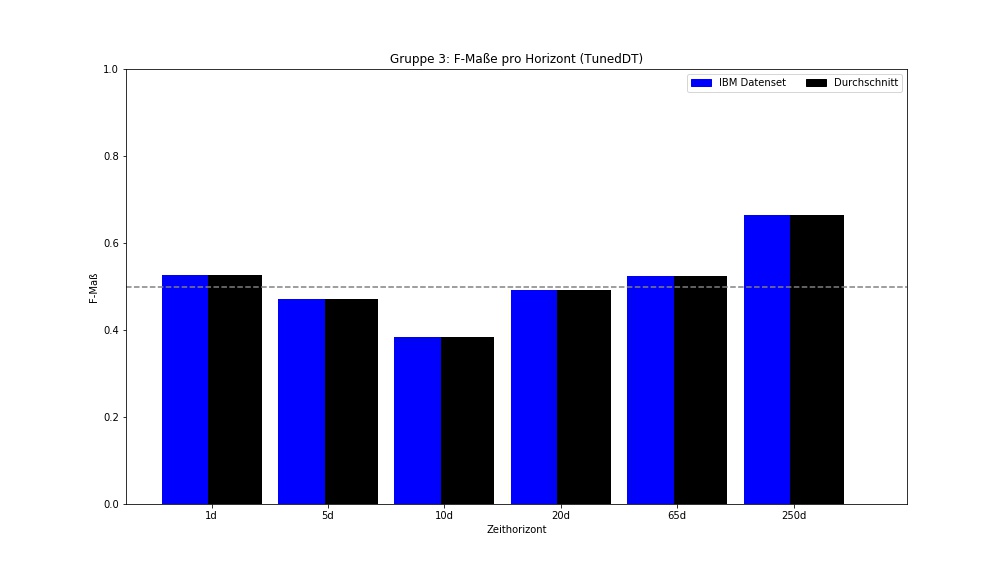 Gruppe 3: F-Maße pro Horizont (TunedDT)
IBM Datenset
Durchschnitt
F-Maß
1.0
0.8
0.6
0.4
0.2
0.0
1d 5d 10d 20d 65d 250d
Zeithorizont